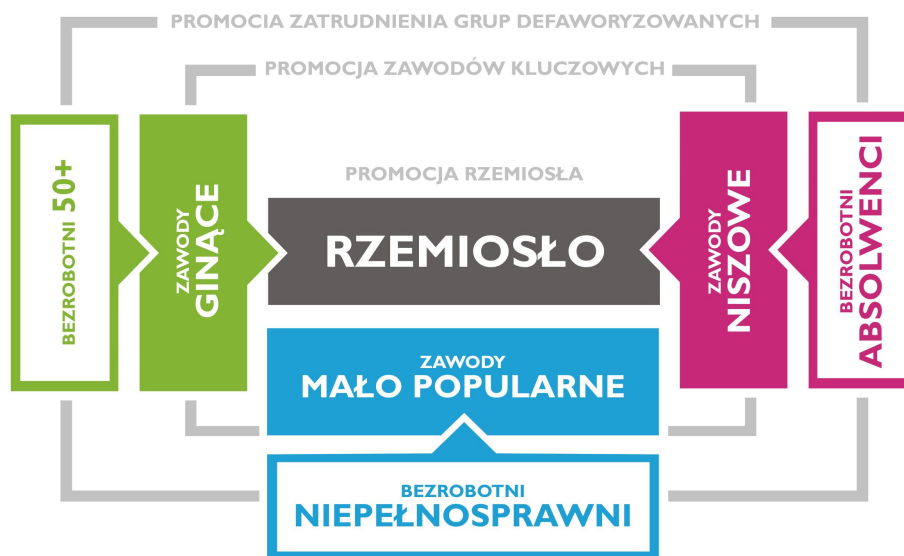 PROMOCIA ZATRUDNIENIA GRUP DEFAWORYZOWANYCH
PROMOCJA ZAWODÓW KLUCZOWYCH
BEZROBOTNI 50+
ZAWODY
GINĄCE
PROMOCJA RZEMIOSŁA
RZEMIOSŁO
ZAWODY
NISZOWE
BEZROBOTNI
ABSOLWENCI
ZAWODY
MAŁO POPULARNE
BEZROBOTNI
NIEPEŁNOSPRAWNI